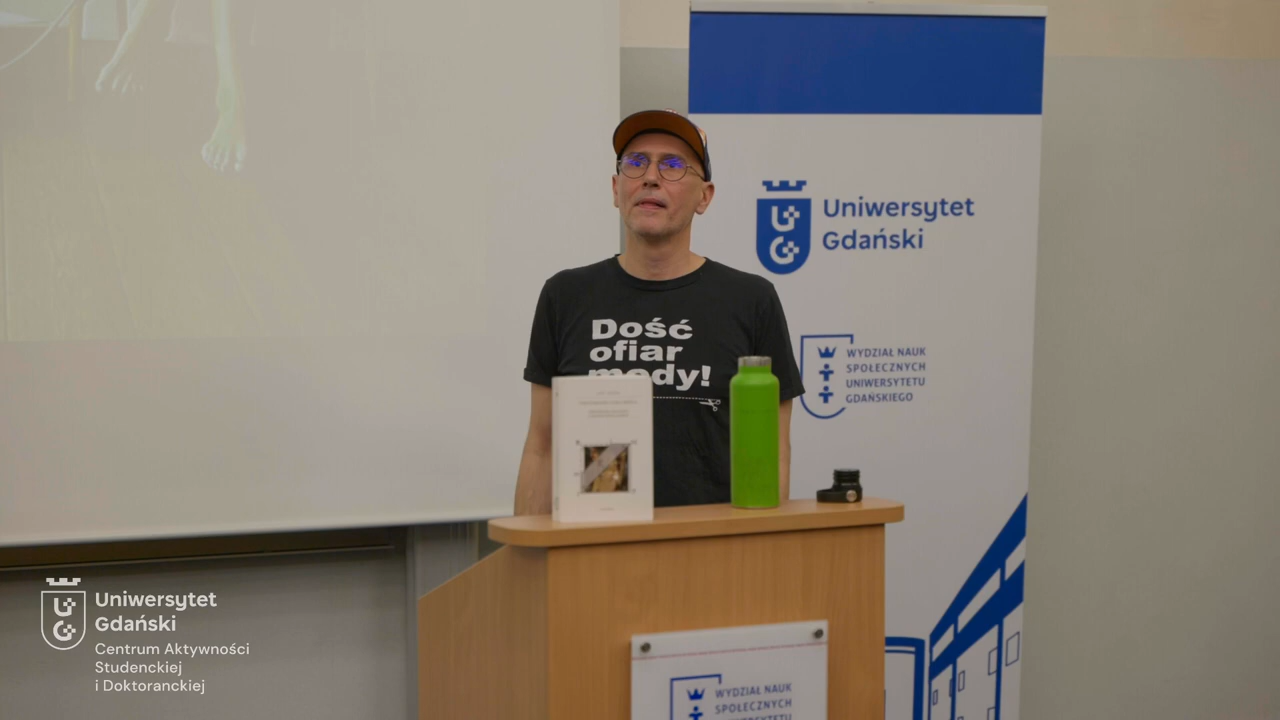 Uniwersytet
Gdański
WYDZIAŁ NAUK
SPOŁECZNYCH
UNIWERSYTETU
GDAŃSKIEGO
Dość
ofiar
mody!
WYDZIAŁ NAUK
SPOŁECZNYCH
Uniwersytet
Gdański
Centrum Aktywności
Studenckiej
i Doktoranckiej